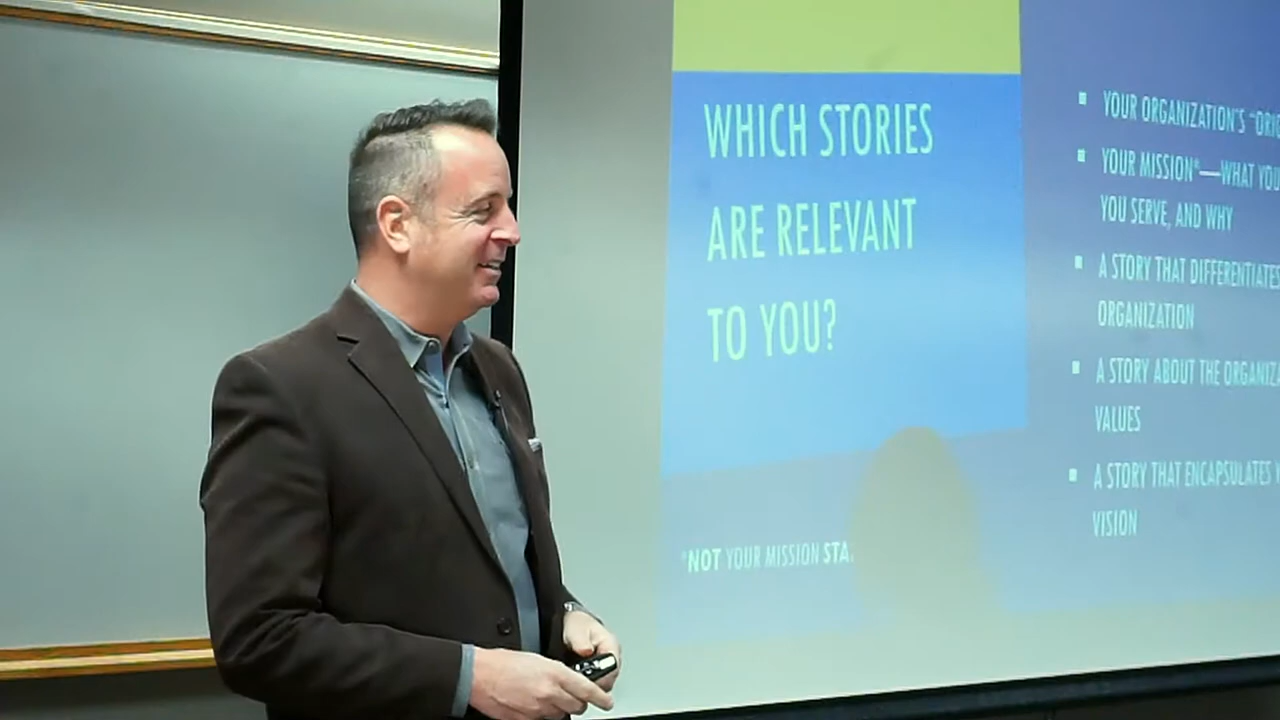 WHICH STORIES
ARE RELEVANT
TO YOU?
*NOT YOUR MISSION
YOUR ORGANIZATION'S
YOUR MISSION*—WHAT YOU
YOU SERVE, AND WHY
A STORY THAT DIFFERENTIATES
ORGANIZATION
A STORY ABOUT THE
VALUES
A STORY THAT ENCAPSULATES
VISION